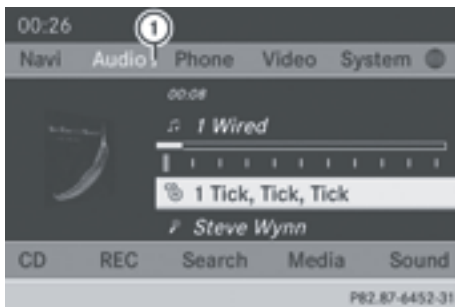 00:26
1
Navi Audio Phone Video System
00:08
1 Wired
1 Tick, Tick, Tick
Steve Wynn
CD REC Search Media Sound
P82.87-6452-31